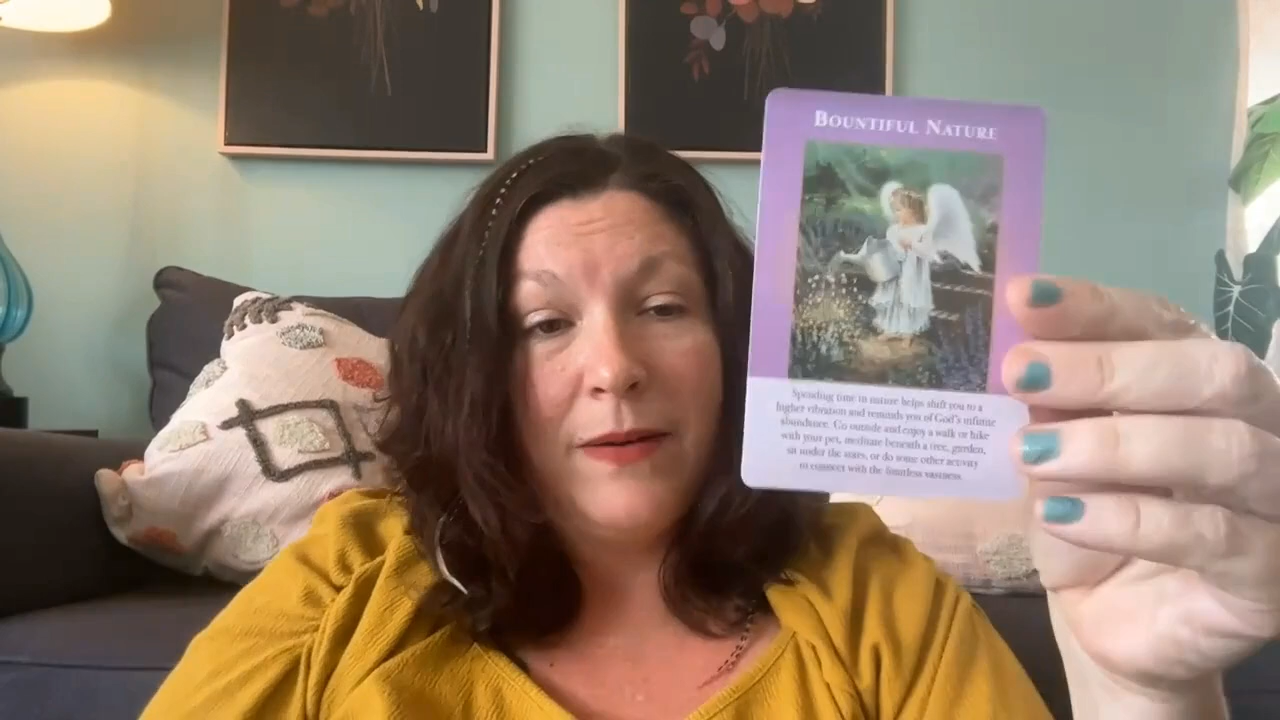 BOUNTIFUL NATURE
Spending time in nature helps shift you to a
higher vibration and reminds you of God's infinite
abundance. Go outside and enjoy a walk or hike
with your pet, meditate beneath a tree, garden,
sit under the stars, or do some other activity
to connect with the limitless vastness.